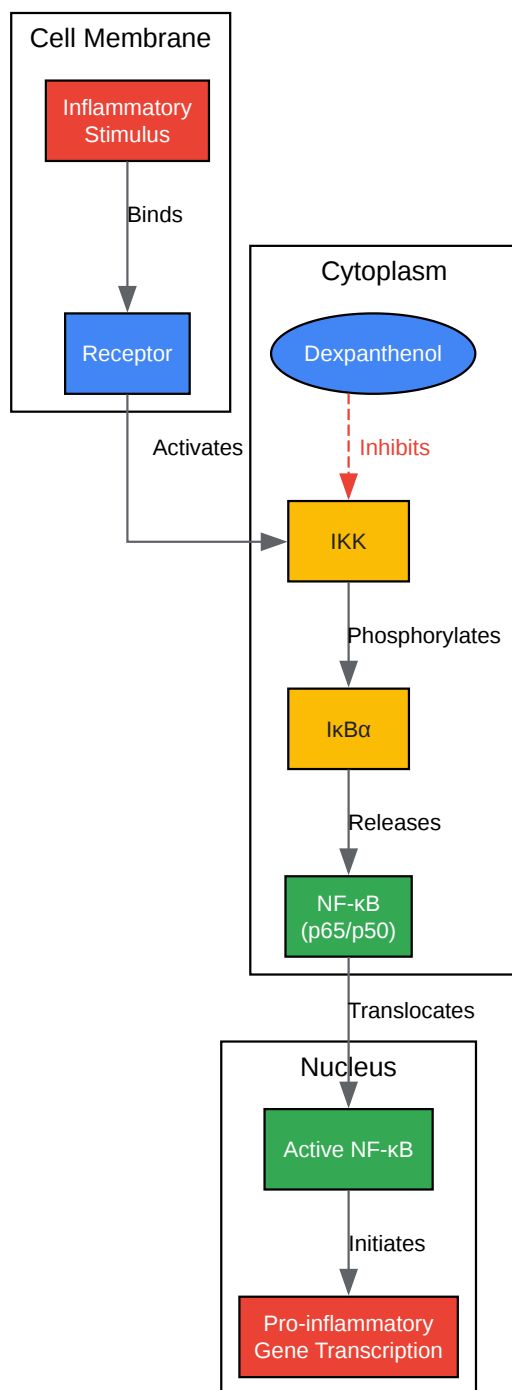 Cell Membrane
Inflammatory
Stimulus
Binds
Receptor
Activates
Cytoplasm
Dexpanthenol
Inhibits
IKK
Phosphorylates
IκBα
Releases
NF-κB
(p65/p50)
Translocates
Nucleus
Active NF-κB
Initiates
Pro-inflammatory
Gene Transcription